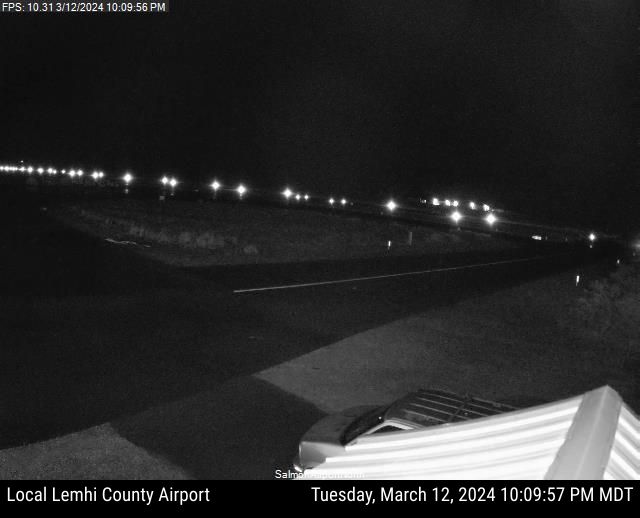 FPS: 10.31 3/12/2024 10:09:56 PM
Local Lemhi County Airport
Tuesday, March 12, 2024 10:09:57 PM MDT